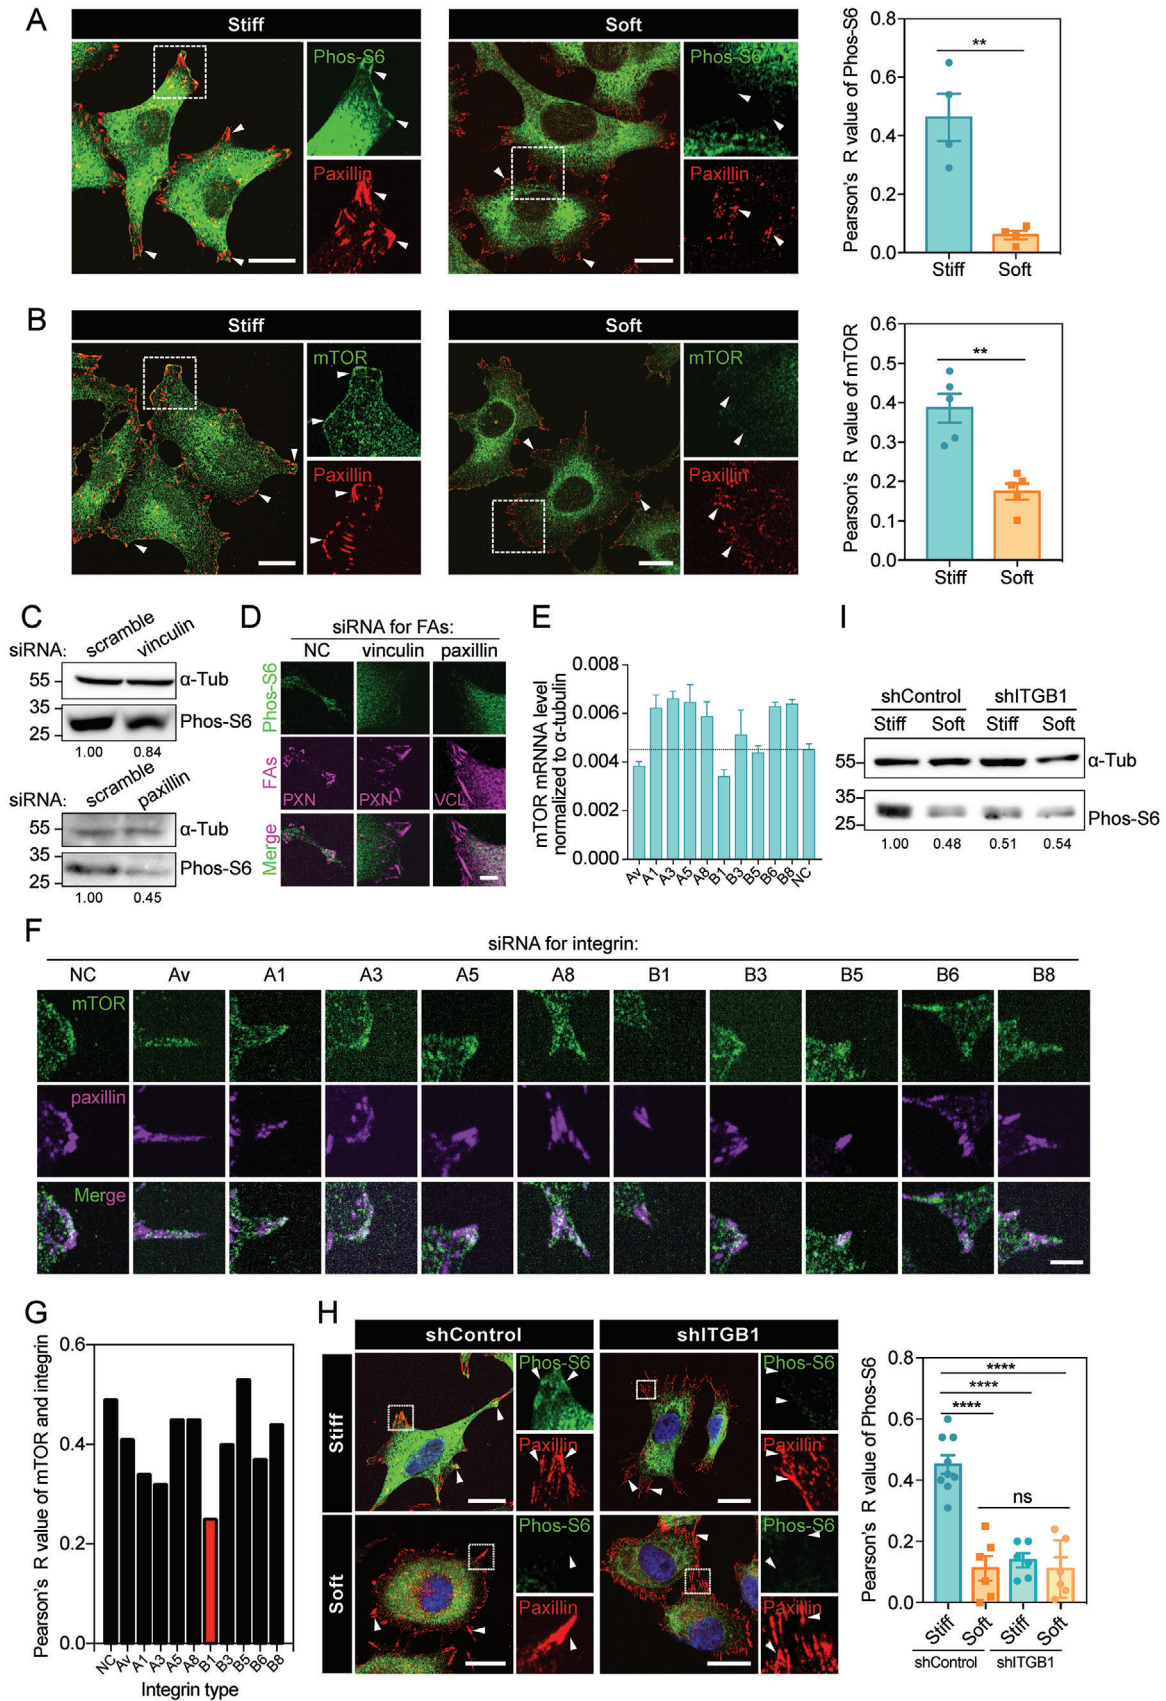 A
Stiff
Soft
Phos-S6
Paxillin
Phos-S6
Paxillin
Pearson's R value of Phos-S6
0.8
0.6
0.4
0.2
0.0
**
Stiff Soft
B
Stiff
Soft
mTOR
Paxillin
mTOR
Paxillin
Pearson's R value of mTOR
0.6
0.5
0.4
0.3
0.2
0.1
0.0
**
Stiff Soft
C
siRNA: scramble vinculin
55 α-Tub
35
25 Phos-S6
1.00 0.84
siRNA: scramble paxillin
55 α-Tub
35
25 Phos-S6
1.00 0.45
D
siRNA for FAs:
NC vinculin paxillin
Phos-S6
FAs
PXN PXN VCL
Merge
E
mTOR mRNNA level
normalized to α-tubulin
0.008
0.006
0.004
0.002
0.000
Av A1 A3 A5 A8 B1 B3 B5 B6 B8 NC
I
shControl shITGB1
Stiff Soft Stiff Soft
55 α-Tub
35
25 Phos-S6
1.00 0.48 0.51 0.54
F
siRNA for integrin:
NC Av A1 A3 A5 A8 B1 B3 B5 B6 B8
mTOR
paxillin
Merge
G
Pearson's R value of mTOR and integrin
0.6
0.4
0.2
0.0
NC Av A1 A3 A5 A8 B1 B3 B5 B6 B8
Integrin type
H
shControl shITGB1
Stiff
Phos-S6
Paxillin
Phos-S6
Paxillin
Soft
Phos-S6
Paxillin
Phos-S6
Paxillin
Pearson's R value of Phos-S6
0.8
0.6
0.4
0.2
0.0
****
****
****
ns
Stiff Soft Stiff Soft
shControl shITGB1